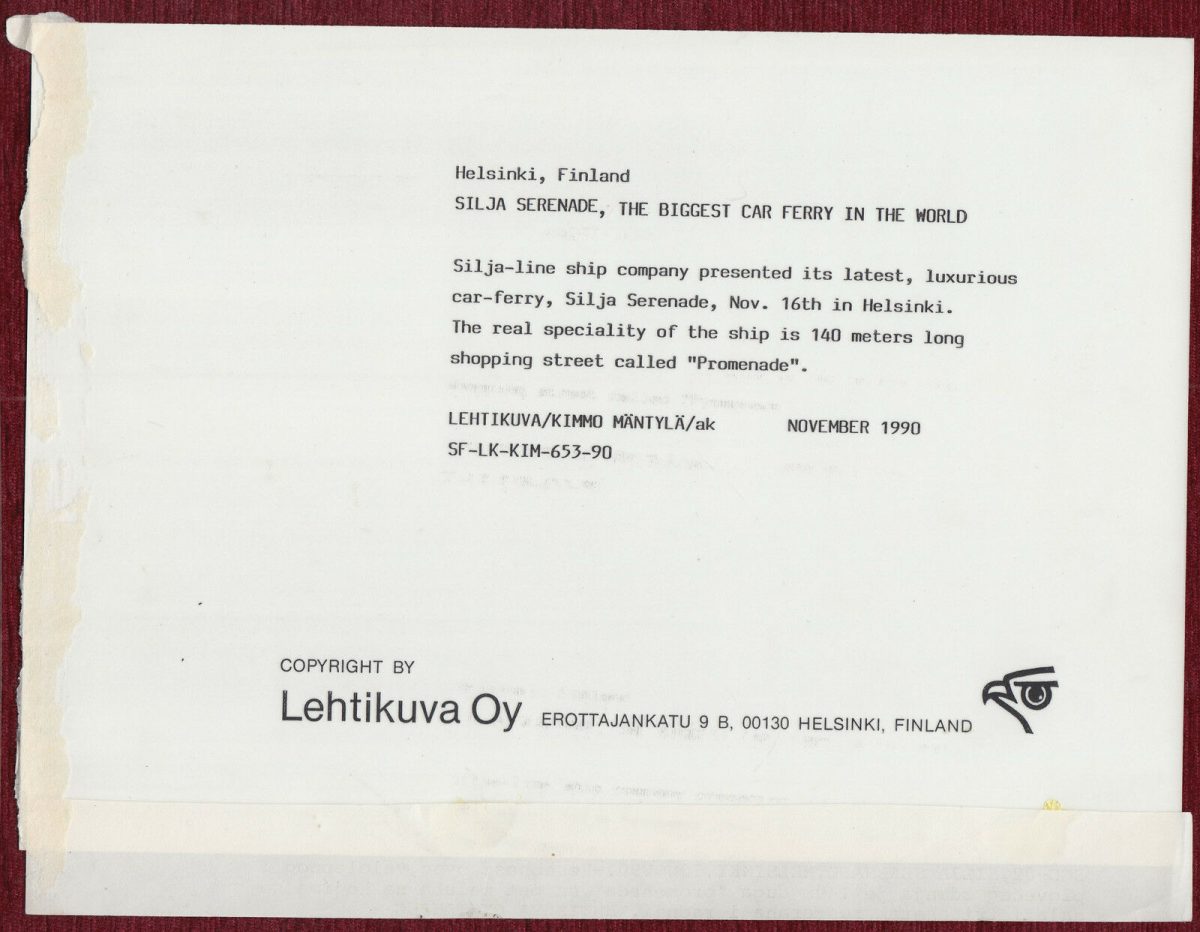 Helsinki, Finland
SILJA SERENADE, THE BIGGEST CAR FERRY IN THE WORLD
Silja-line ship company presented its latest, luxurious
car-ferry, Silja Serenade, Nov. 16th in Helsinki.
The real speciality of the ship is 140 meters long
shopping street called "Promenade".
LEHTIKUVA/KIMMO MÄNTYLÄ/ak NOVEMBER 1990
SF-LK-KIM-653-90
COPYRIGHT BY
Lehtikuva Oy EROTTAJANKATU 9 B, 00130 HELSINKI, FINLAND